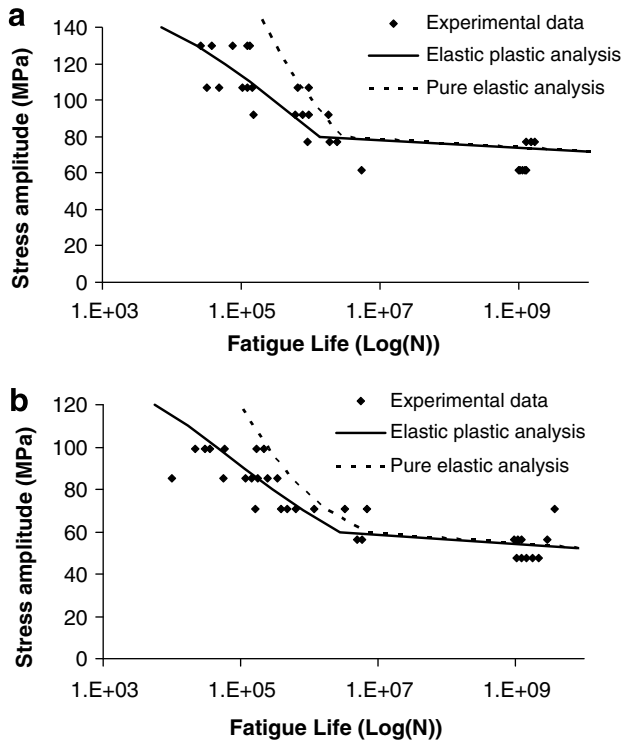 a
Stress amplitude (MPa)
140
120
100
80
60
40
20
0
1.E+03
1.E+05
1.E+07
1.E+09
Fatigue Life (Log(N))
Experimental data
Elastic plastic analysis
Pure elastic analysis
b
Stress amplitude (MPa)
120
100
80
60
40
20
0
1.E+03
1.E+05
1.E+07
1.E+09
Fatigue Life (Log(N))
Experimental data
Elastic plastic analysis
Pure elastic analysis